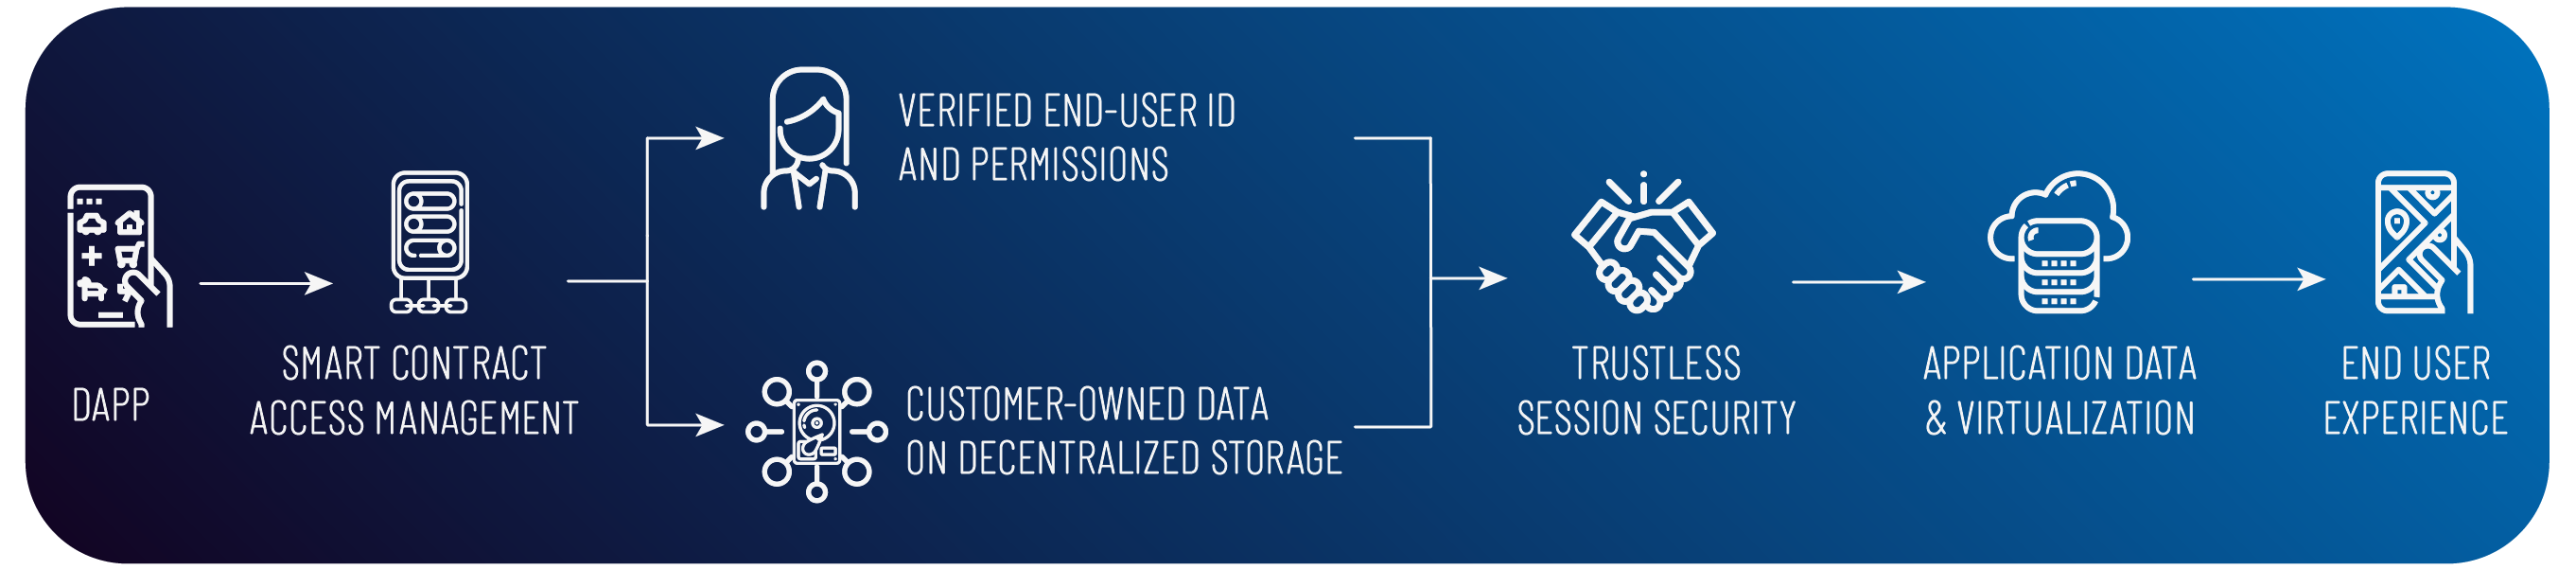 DAPP
SMART CONTRACT
ACCESS MANAGEMENT
VERIFIED END-USER ID
AND PERMISSIONS
CUSTOMER-OWNED DATA
ON DECENTRALIZED STORAGE
TRUSTLESS
SESSION SECURITY
APPLICATION DATA
& VIRTUALIZATION
END USER
EXPERIENCE